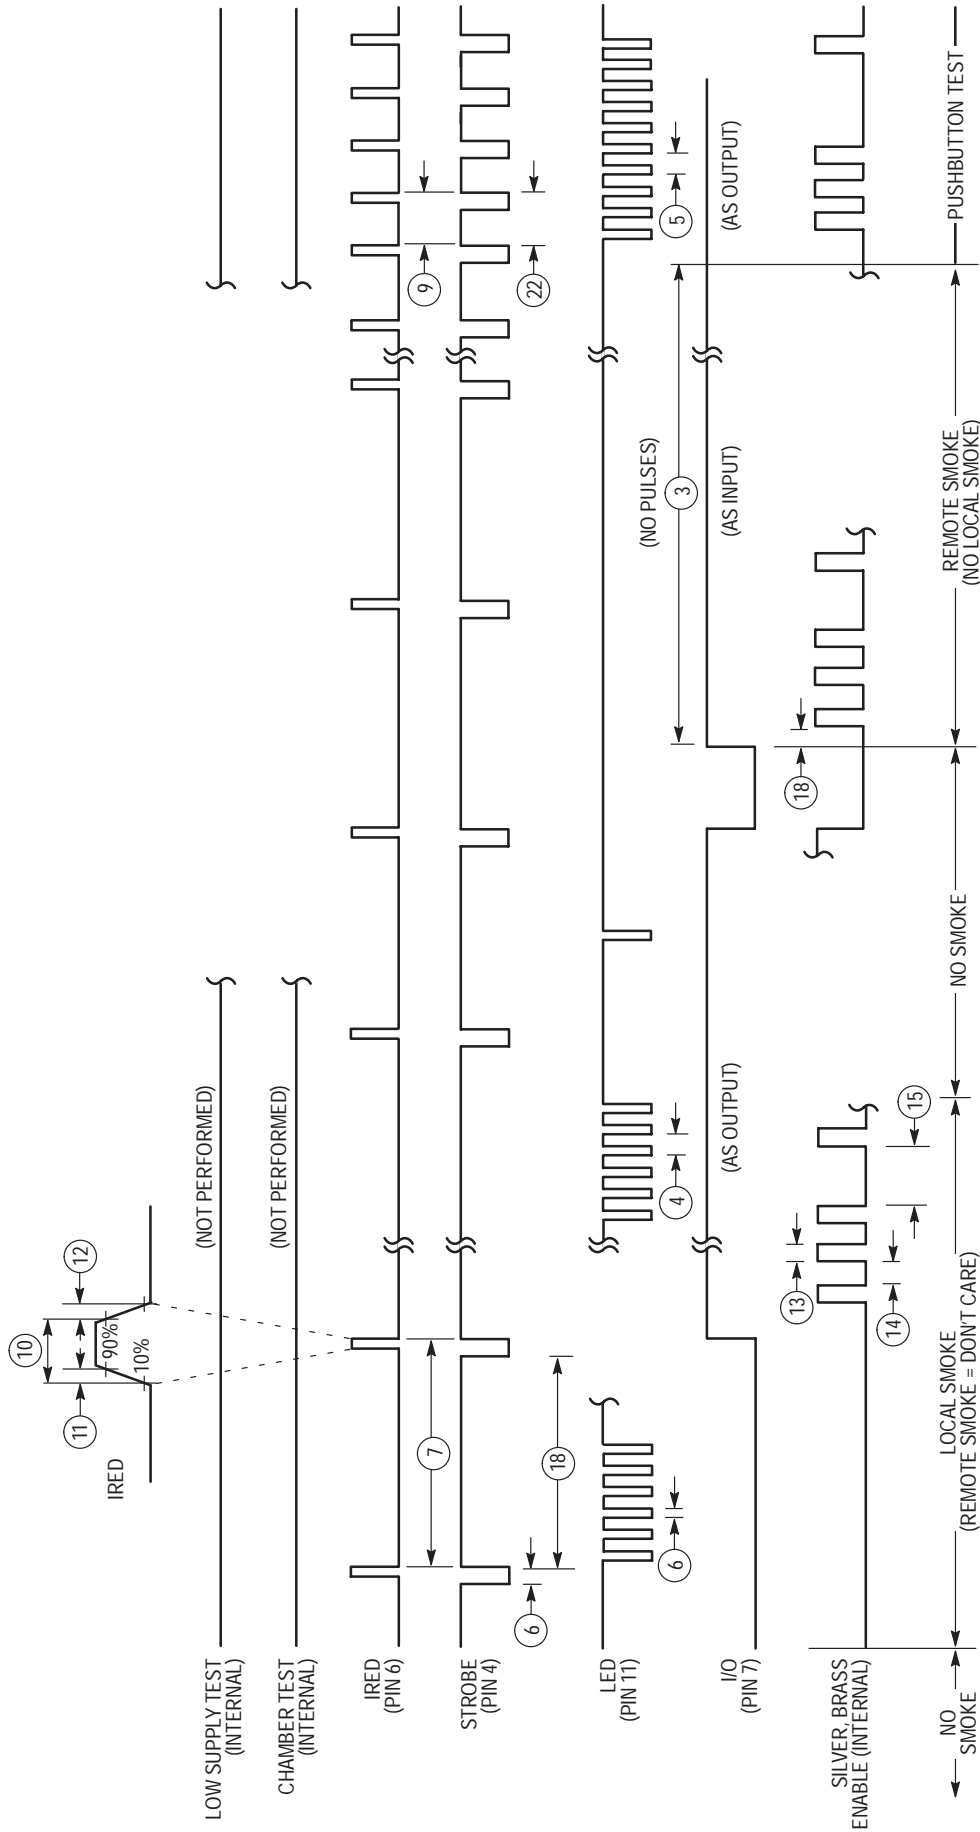 IRED
11
10
12
90%
10%
LOW SUPPLY TEST
(INTERNAL)
(NOT PERFORMED)
CHAMBER TEST
(INTERNAL)
(NOT PERFORMED)
IRED
(PIN 6)
7
9
STROBE
(PIN 4)
6
18
22
LED
(PIN 11)
6
4
(NO PULSES)
5
3
I/O
(PIN 7)
(AS OUTPUT)
(AS INPUT)
(AS OUTPUT)
SILVER, BRASS
ENABLE (INTERNAL)
13
14
15
18
NO
SMOKE
LOCAL SMOKE
(REMOTE SMOKE = DON'T CARE)
NO SMOKE
REMOTE SMOKE
(NO LOCAL SMOKE)
PUSHBUTTON TEST